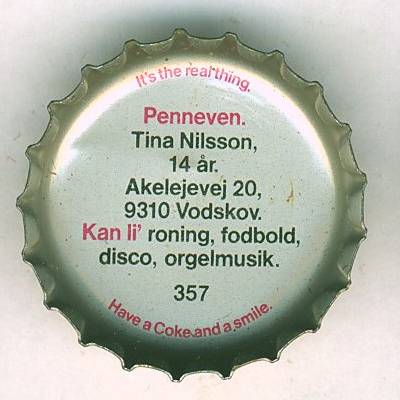 It's the real thing.
Penneven.
Tina Nilsson,
14 år.
Akelejevej 20,
9310 Vodskov.
Kan li' roning, fodbold,
disco, orgelmusik.
357
Have a Coke and a smile.